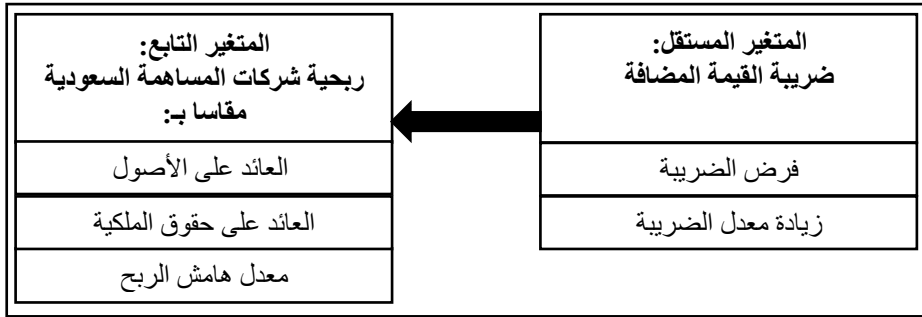 المتغير المستقل:
ضريبة القيمة المضافة
فرض الضريبة
زيادة معدل الضريبة
المتغير التابع:
ربحية شركات المساهمة السعودية
مقاسا بـ:
العائد على الأصول
العائد على حقوق الملكية
معدل هامش الربح